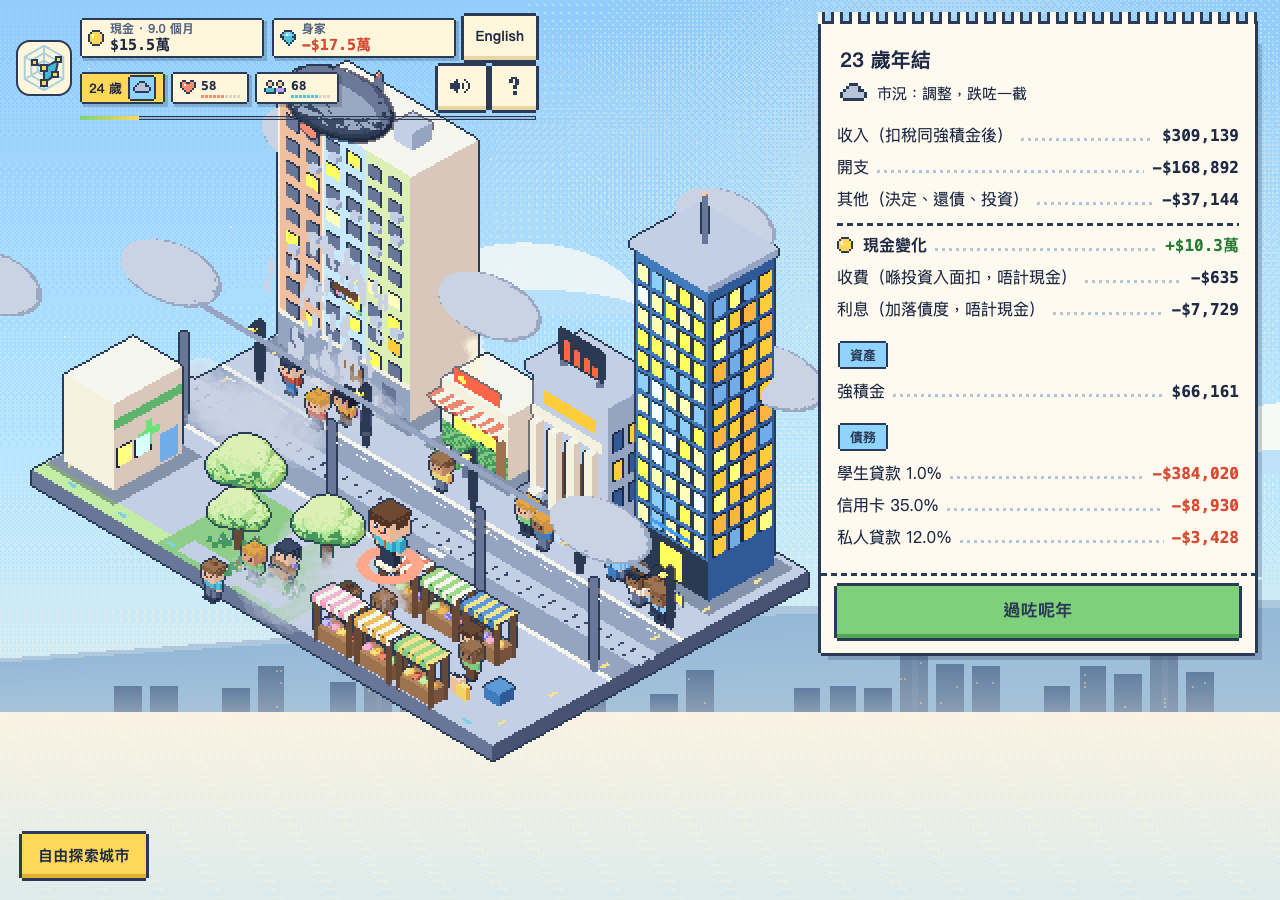 現金 · 9.0 個月
$15.5萬
身家
−$17.5萬
English
24 歲
58
68
?
23 歲年結
市況：調整，跌咗一截
收入（扣稅同強積金後） $309,139
開支 −$168,892
其他（決定、還債、投資） −$37,144
現金變化 +$10.3萬
收費（喺投資入面扣，唔計現金） −$635
利息（加落債度，唔計現金） −$7,729
資產
強積金 $66,161
債務
學生貸款 1.0% −$384,020
信用卡 35.0% −$8,930
私人貸款 12.0% −$3,428
過咗呢年
自由探索城市